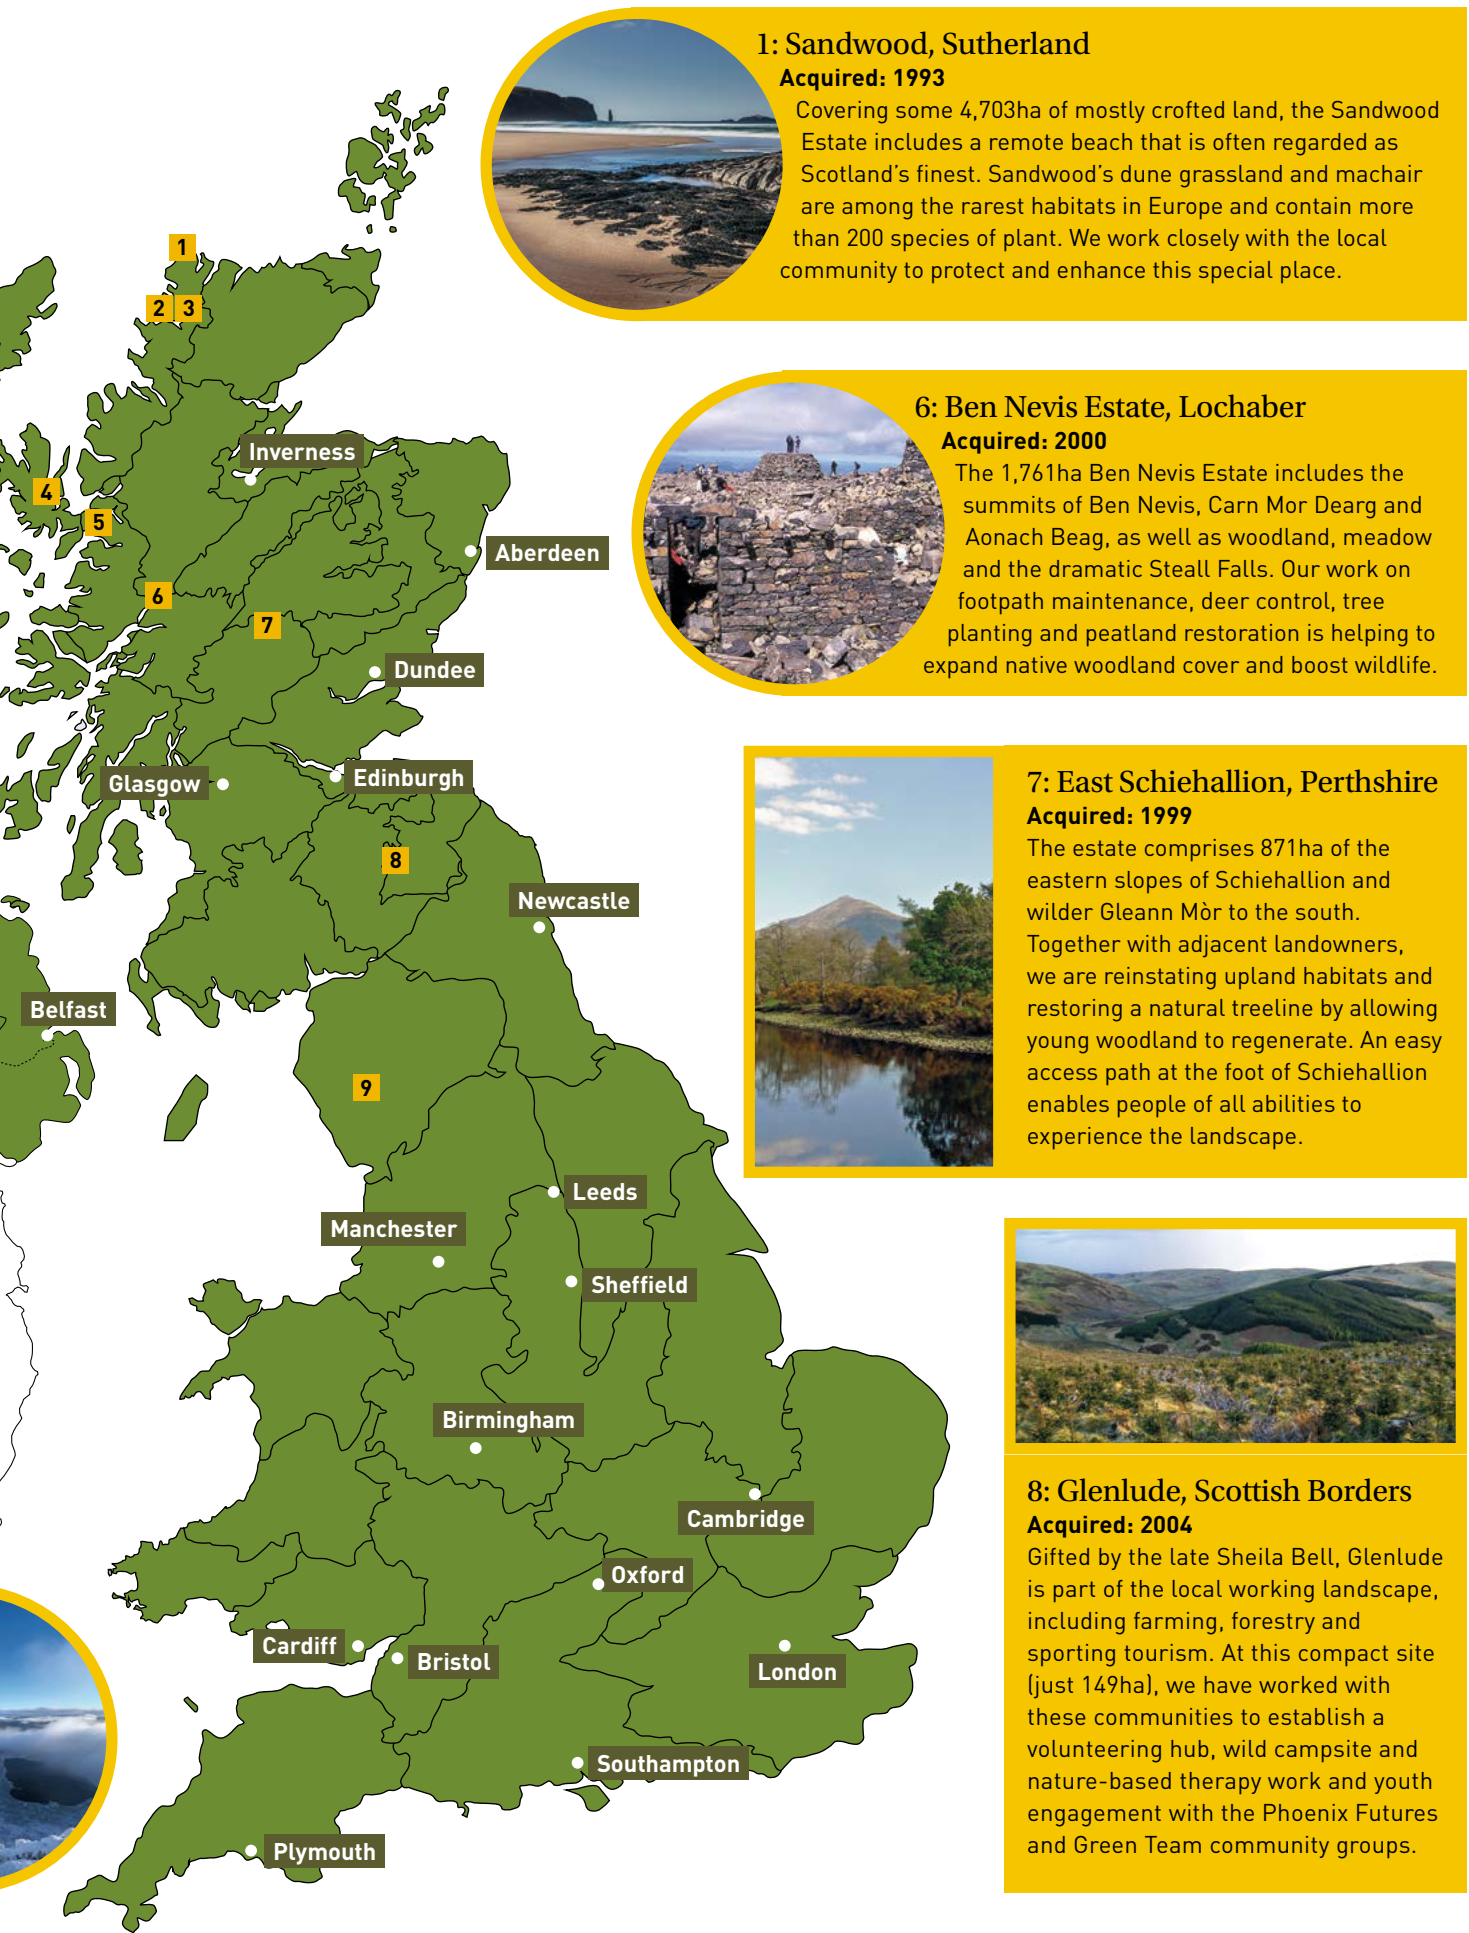 1: Sandwood, Sutherland
Acquired: 1993
Covering some 4,703ha of mostly crofted land, the Sandwood
Estate includes a remote beach that is often regarded as
Scotland's finest. Sandwood's dune grassland and machair
are among the rarest habitats in Europe and contain more
than 200 species of plant. We work closely with the local
community to protect and enhance this special place.
6: Ben Nevis Estate, Lochaber
Acquired: 2000
The 1,761ha Ben Nevis Estate includes the
summits of Ben Nevis, Carn Mor Dearg and
Aonach Beag, as well as woodland, meadow
and the dramatic Steall Falls. Our work on
footpath maintenance, deer control, tree
planting and peatland restoration is helping to
expand native woodland cover and boost wildlife.
7: East Schiehallion, Perthshire
Acquired: 1999
The estate comprises 871ha of the
eastern slopes of Schiehallion and
wilder Gleann Mòr to the south.
Together with adjacent landowners,
we are reinstating upland habitats and
restoring a natural treeline by allowing
young woodland to regenerate. An easy
access path at the foot of Schiehallion
enables people of all abilities to
experience the landscape.
8: Glenlude, Scottish Borders
Acquired: 2004
Gifted by the late Sheila Bell, Glenlude
is part of the local working landscape,
including farming, forestry and
sporting tourism. At this compact site
(just 149ha), we have worked with
these communities to establish a
volunteering hub, wild campsite and
nature-based therapy work and youth
engagement with the Phoenix Futures
and Green Team community groups.
1
2 3
Inverness
4
5
Aberdeen
6
7
Dundee
Glasgow
Edinburgh
8
Newcastle
Belfast
9
Leeds
Manchester
Sheffield
Birmingham
Cambridge
Oxford
Cardiff
Bristol
London
Southampton
Plymouth